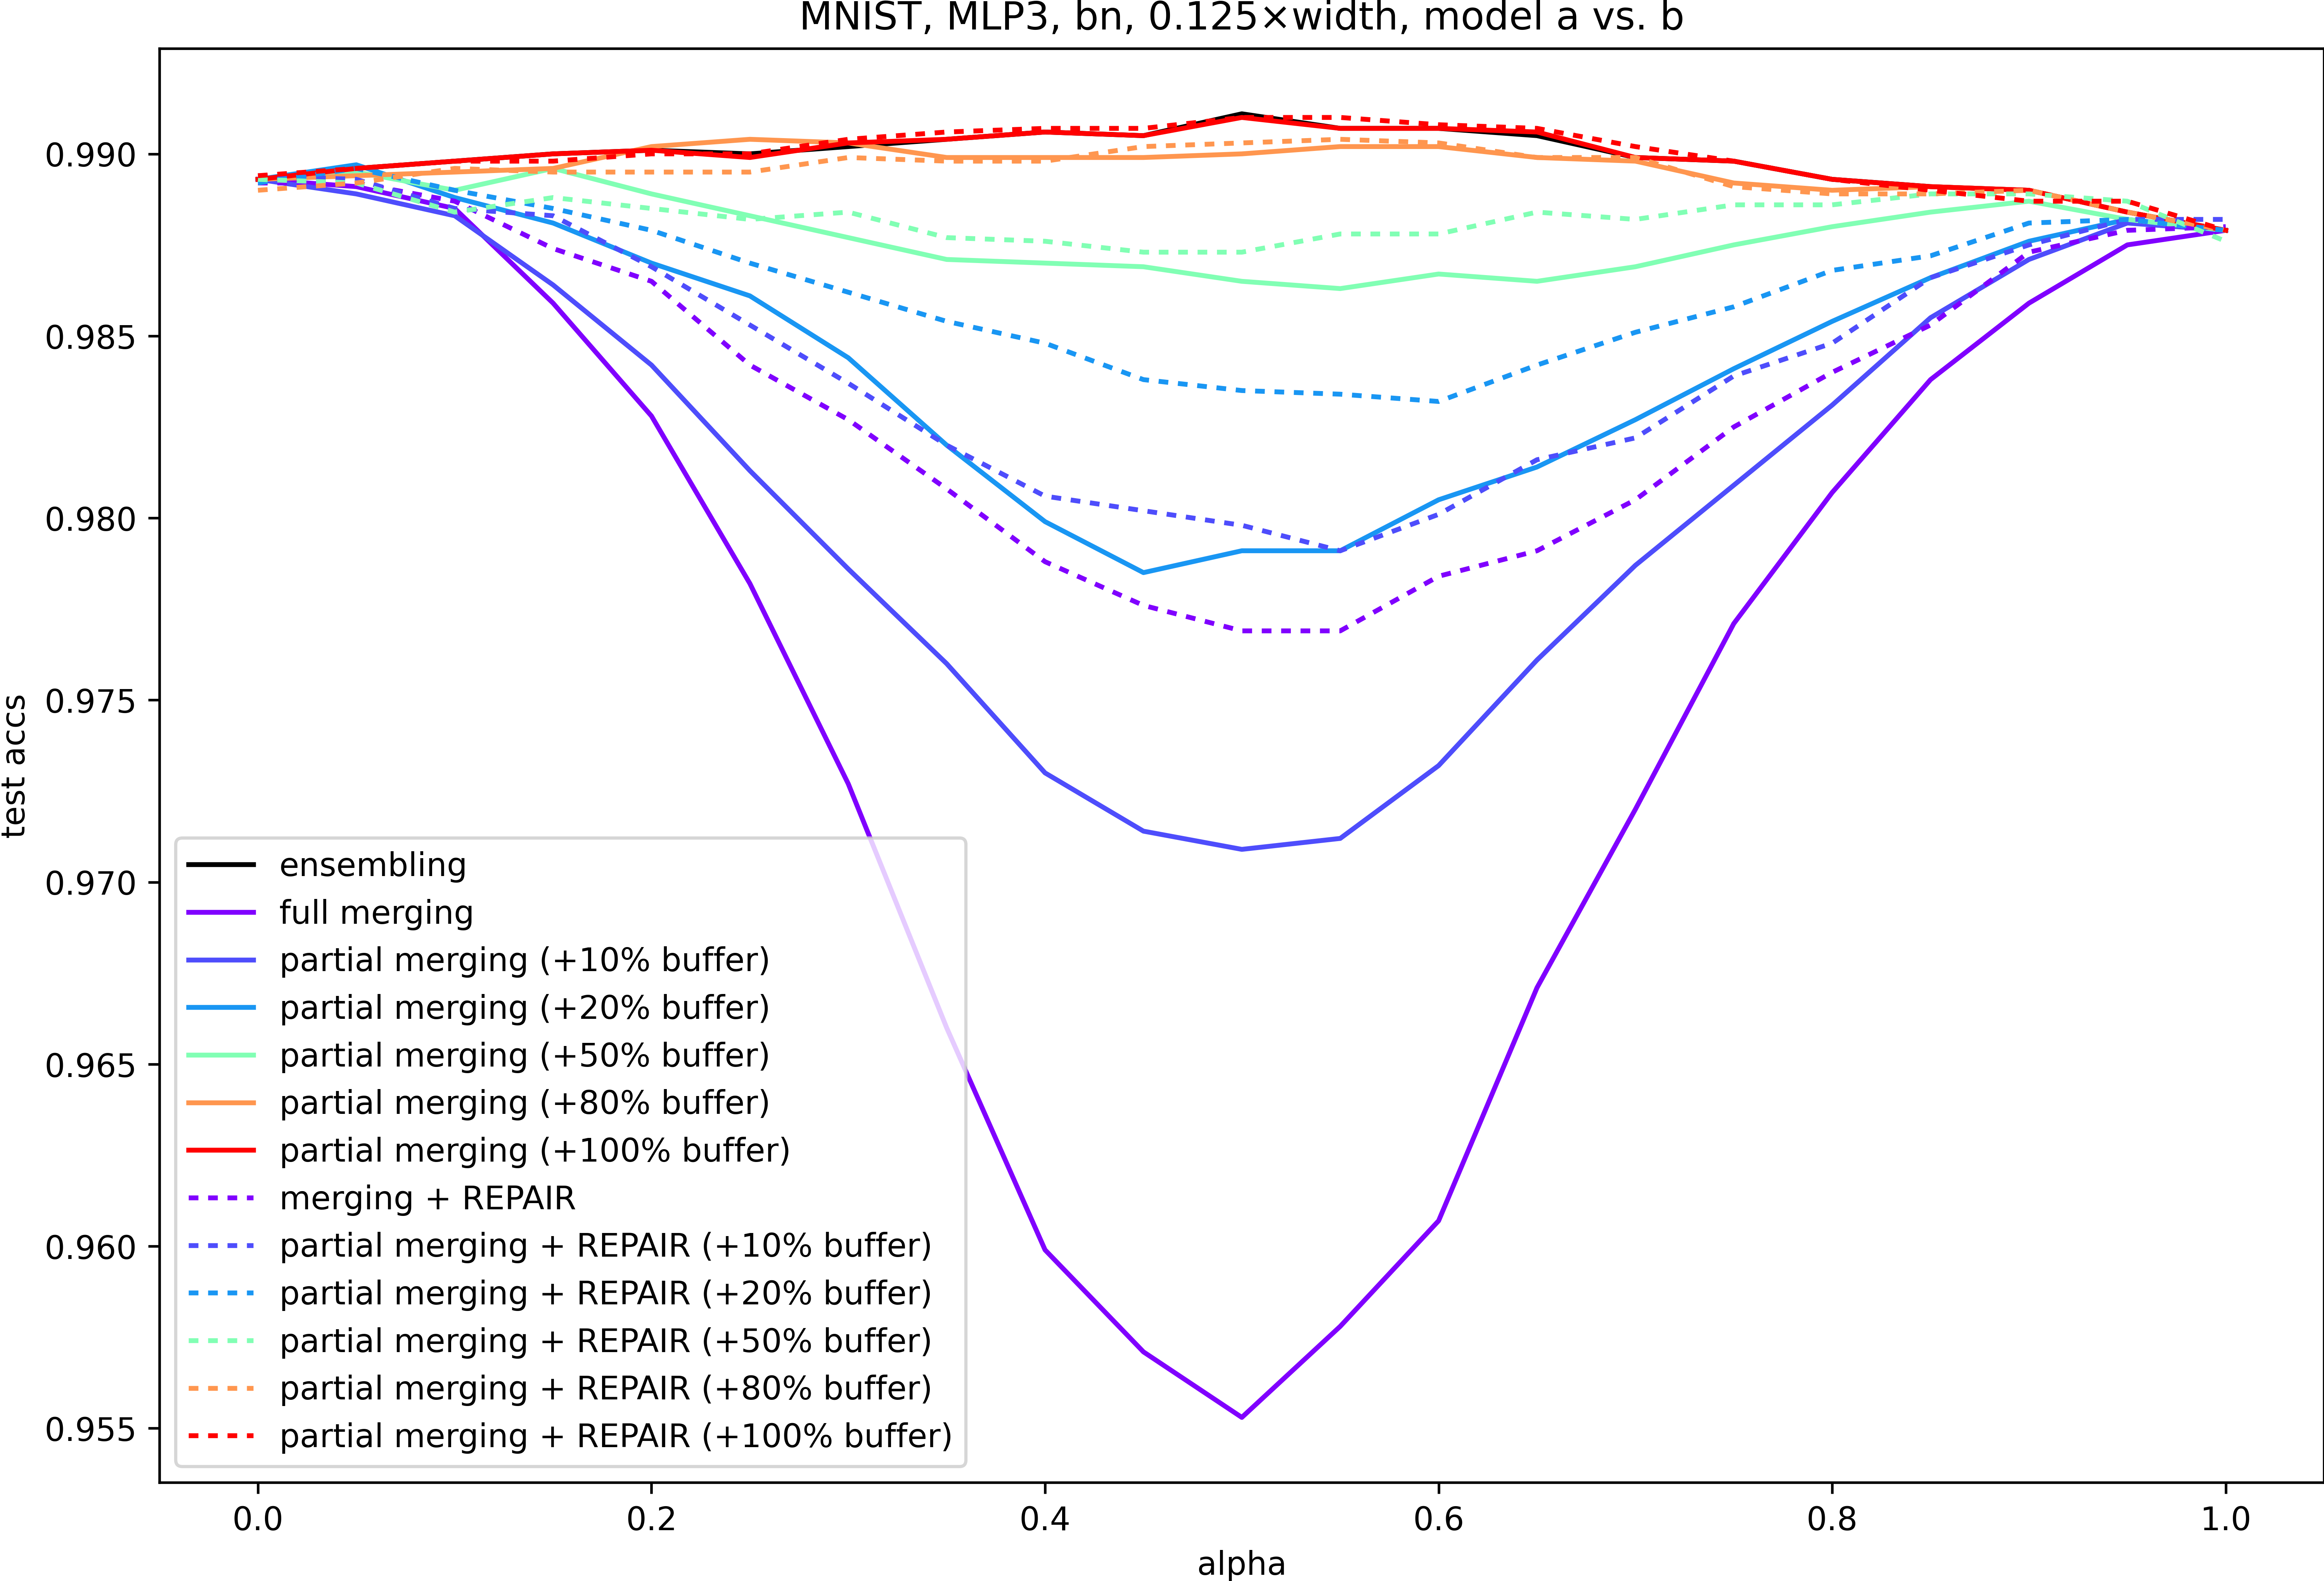 MNIST, MLP3, bn, 0.125×width, model a vs. b
test accs
0.990
0.985
0.980
0.975
0.970
0.965
0.960
0.955
ensembling
full merging
partial merging (+10% buffer)
partial merging (+20% buffer)
partial merging (+50% buffer)
partial merging (+80% buffer)
partial merging (+100% buffer)
merging + REPAIR
partial merging + REPAIR (+10% buffer)
partial merging + REPAIR (+20% buffer)
partial merging + REPAIR (+50% buffer)
partial merging + REPAIR (+80% buffer)
partial merging + REPAIR (+100% buffer)
0.0 0.2 0.4 0.6 0.8 1.0
alpha